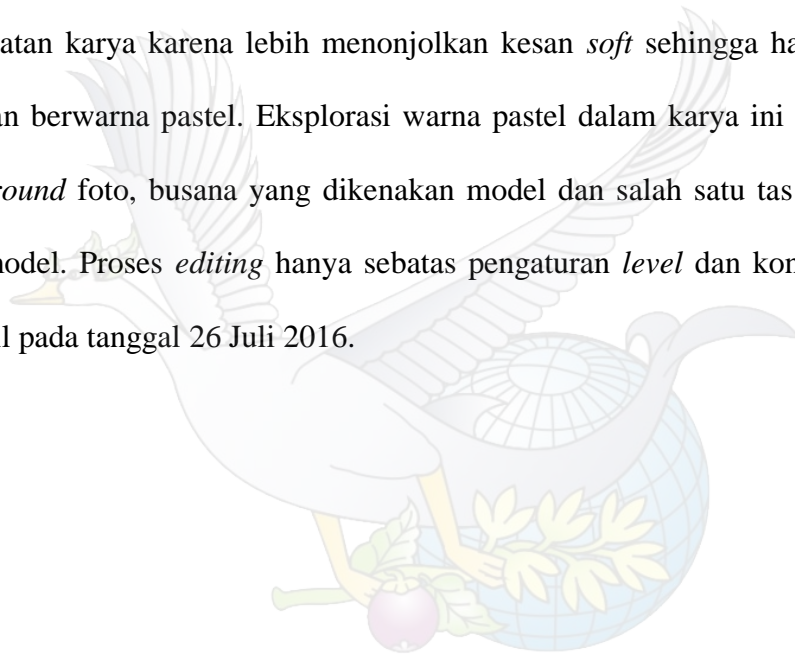 atan karya karena lebih menonjolkan kesan soft sehingga ha
n berwarna pastel. Eksplorasi warna pastel dalam karya ini
round foto, busana yang dikenakan model dan salah satu tas
nodel. Proses editing hanya sebatas pengaturan level dan kon
l pada tanggal 26 Juli 2016.